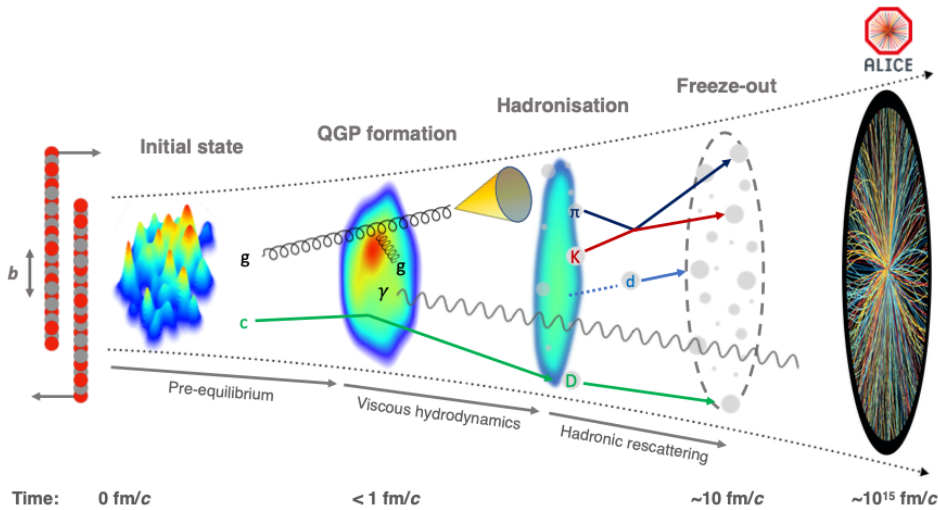 ALICE
Freeze-out
Hadronisation
QGP formation
Initial state
b
g
g
γ
c
π
K
d
D
Pre-equilibrium
Viscous hydrodynamics
Hadronic rescattering
Time: 0 fm/c < 1 fm/c ~10 fm/c ~10¹⁵ fm/c